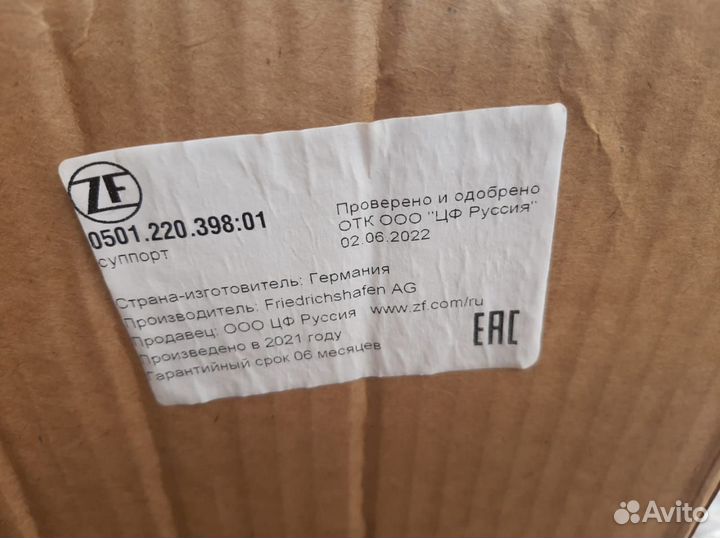 ZF
0501.220.398:01
суппорт
Проверено и одобрено
ОТК ООО "ЦФ Руссия"
02.06.2022
Страна-изготовитель: Германия
Производитель: Friedrichshafen AG
Продавец: ООО ЦФ Руссия www.zf.com/ru
Произведено в 2021 году
Гарантийный срок 06 месяцев
EAC
Avito